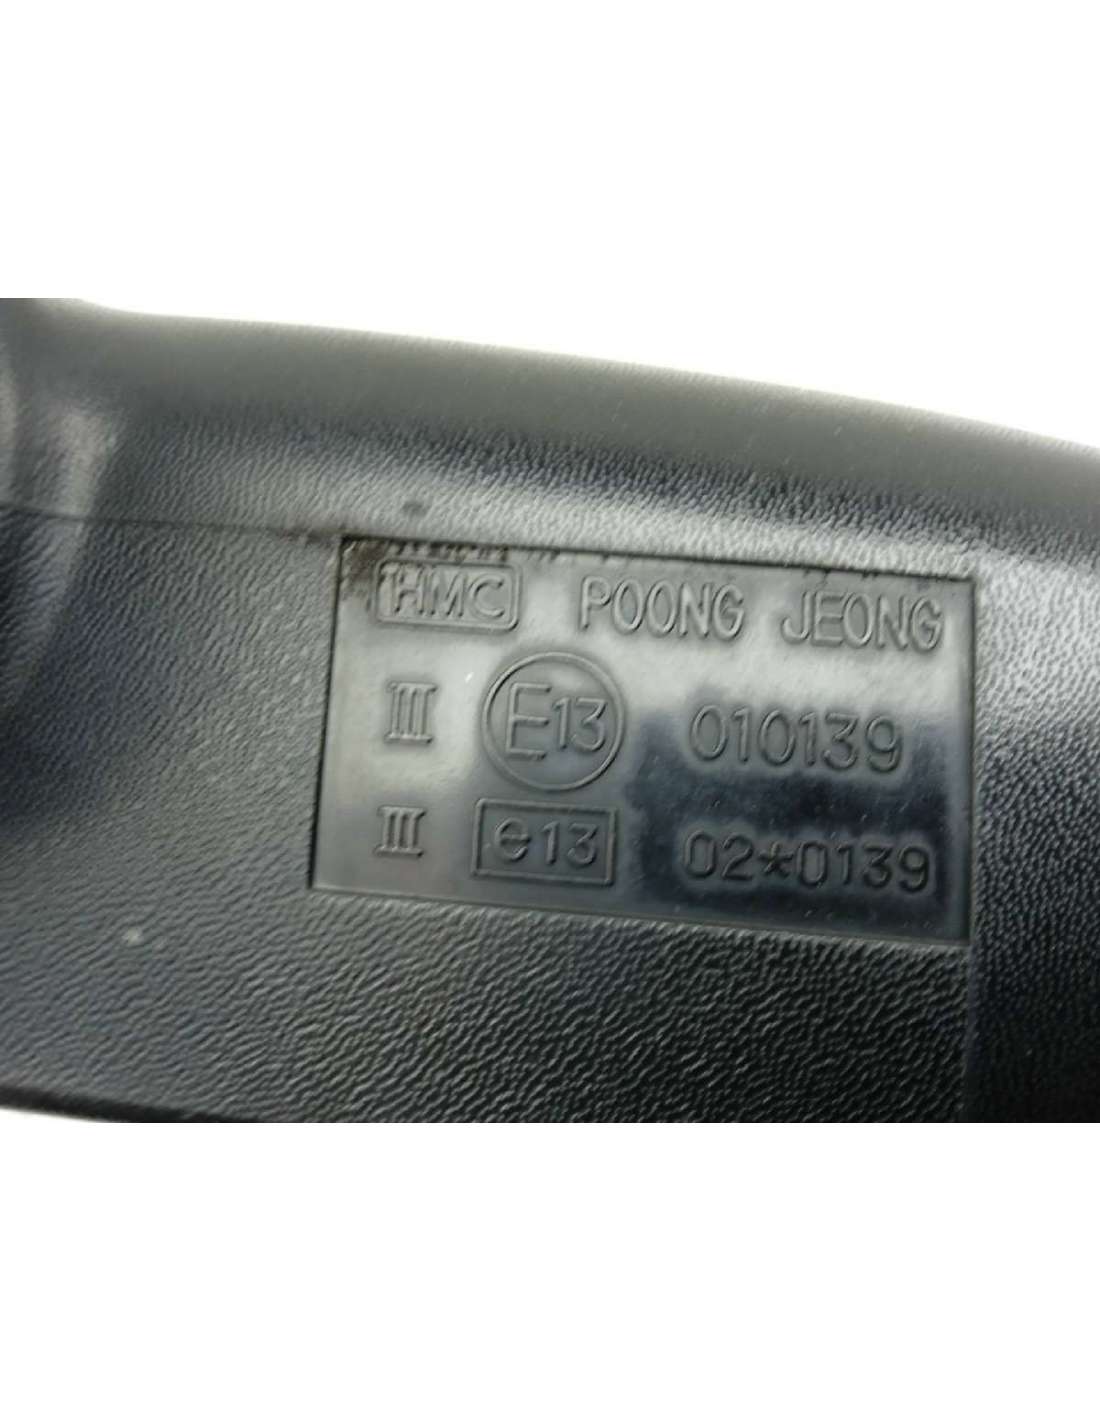 HMC POONG JEONG
III E13 010139
III e13 02*0139